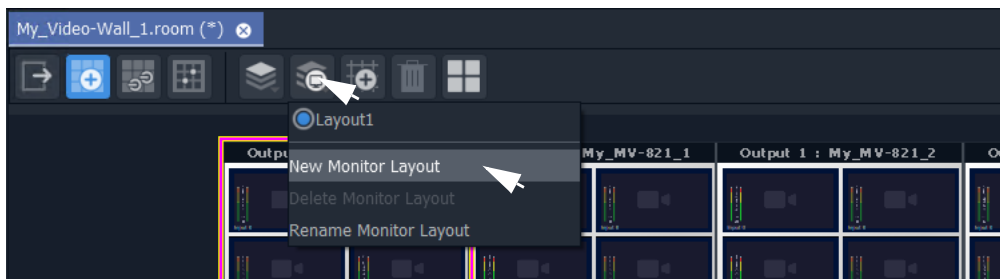 My_Video-Wall_1.room (*)
Layout1
Outpu
My_MV-821_1
Output 1 : My_MV-821_2
New Monitor Layout
Delete Monitor Layout
Rename Monitor Layout